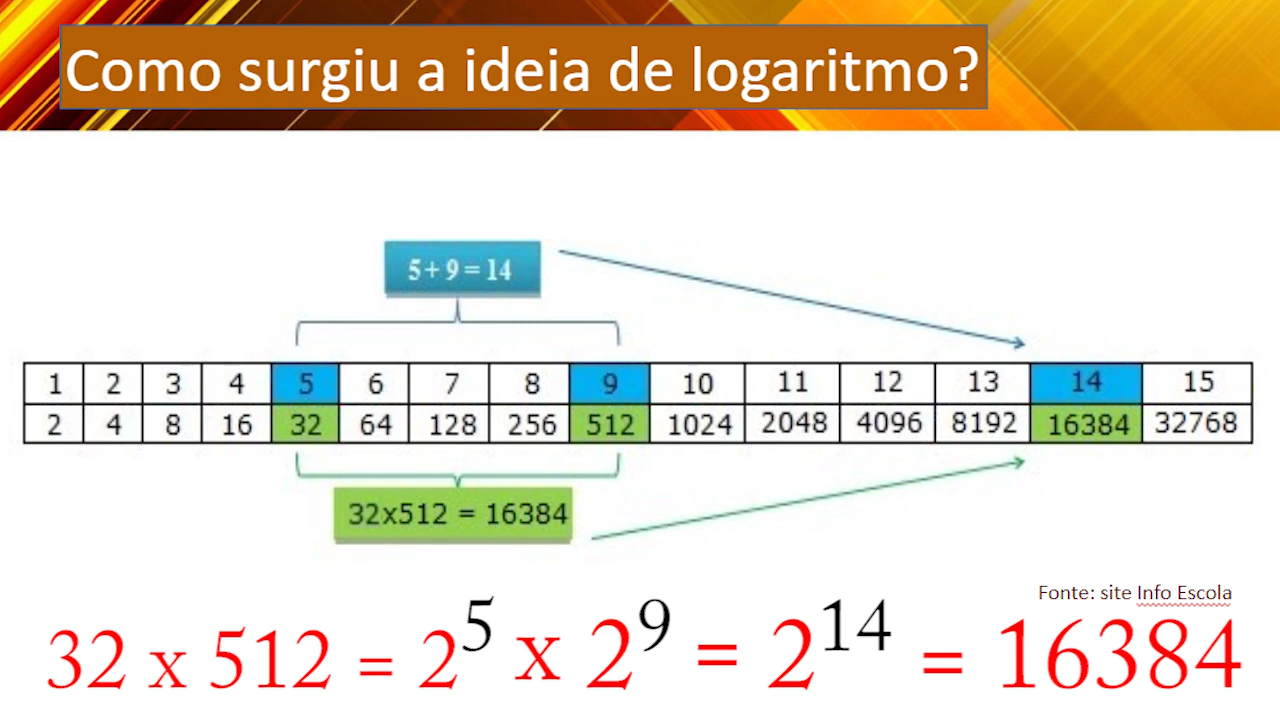 Como surgiu a ideia de logaritmo?
5 + 9 = 14
1 2 3 4 5 6 7 8 9 10 11 12 13 14 15
2 4 8 16 32 64 128 256 512 1024 2048 4096 8192 16384 32768
32x512 = 16384
Fonte: site Info Escola
32 x 512 = 2⁵ x 2⁹ = 2¹⁴ = 16384